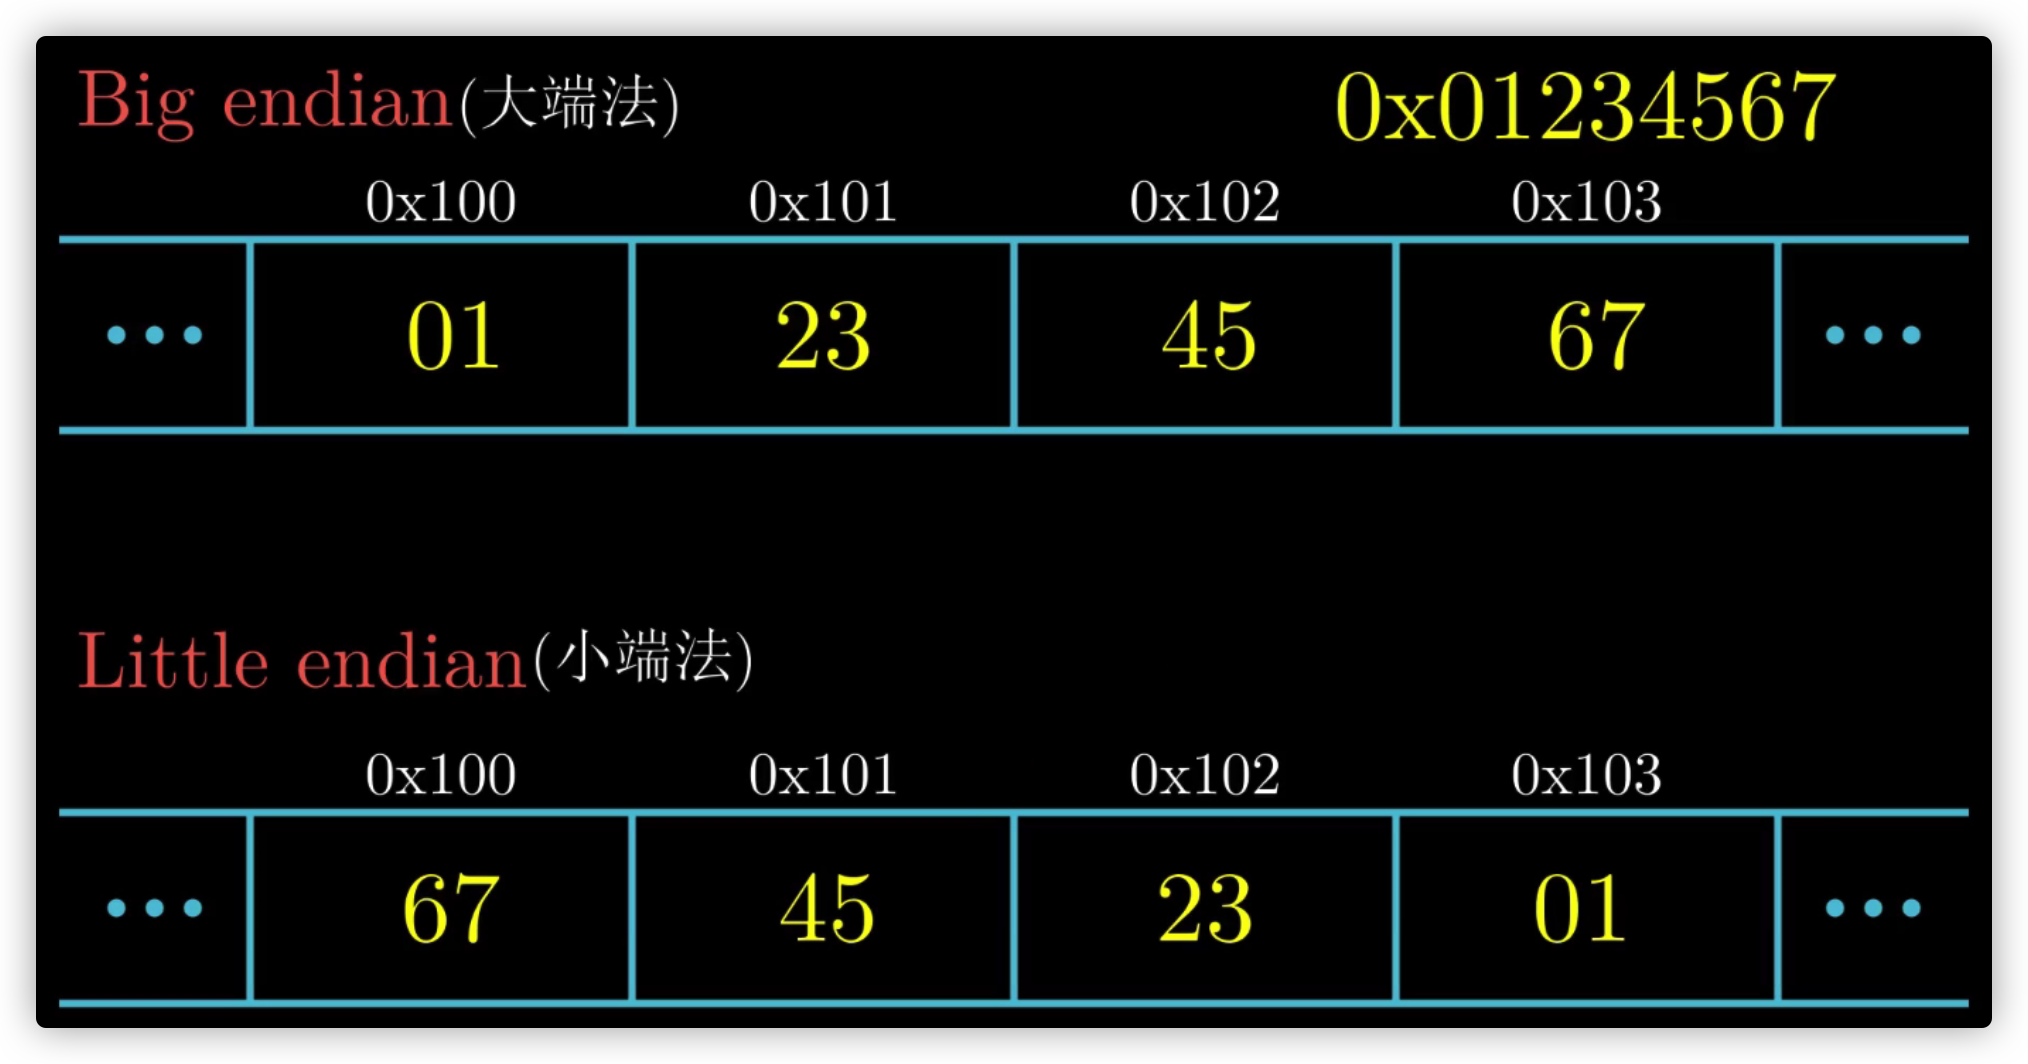 Big endian(大端法) 0x01234567
0x100 0x101 0x102 0x103
... 01 23 45 67 ...
Little endian(小端法)
0x100 0x101 0x102 0x103
... 67 45 23 01 ...